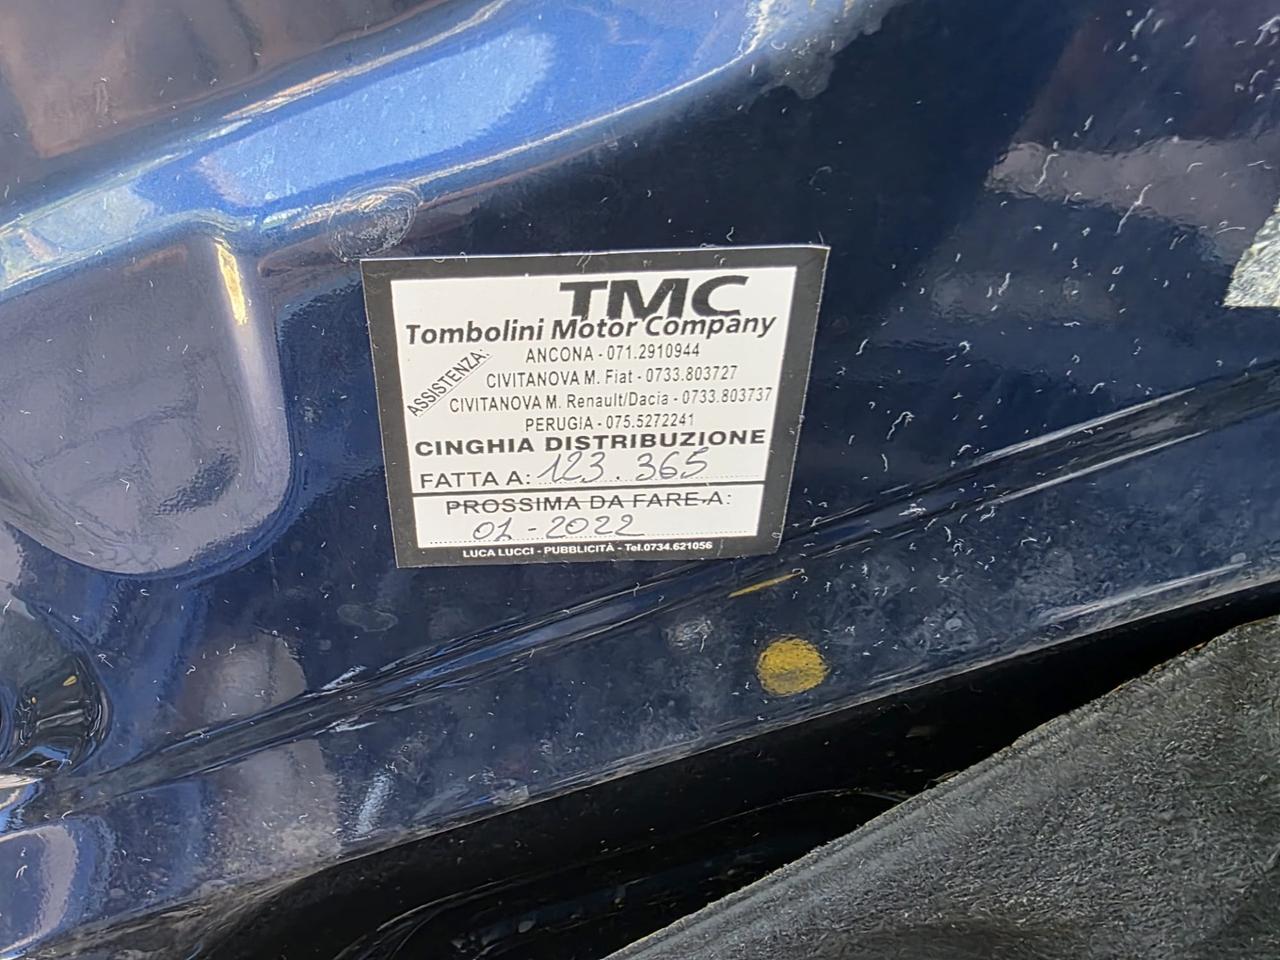 TMC
Tombolini Motor Company
ASSISTENZA:
ANCONA - 071.2910944
CIVITANOVA M. Fiat - 0733.803727
CIVITANOVA M. Renault/Dacia - 0733.803737
PERUGIA - 075.5272241
CINGHIA DISTRIBUZIONE
FATTA A: 123.365
PROSSIMA DA FARE A:
01-2022
LUCA LUCCI - PUBBLICITÀ - Tel.0734.621056